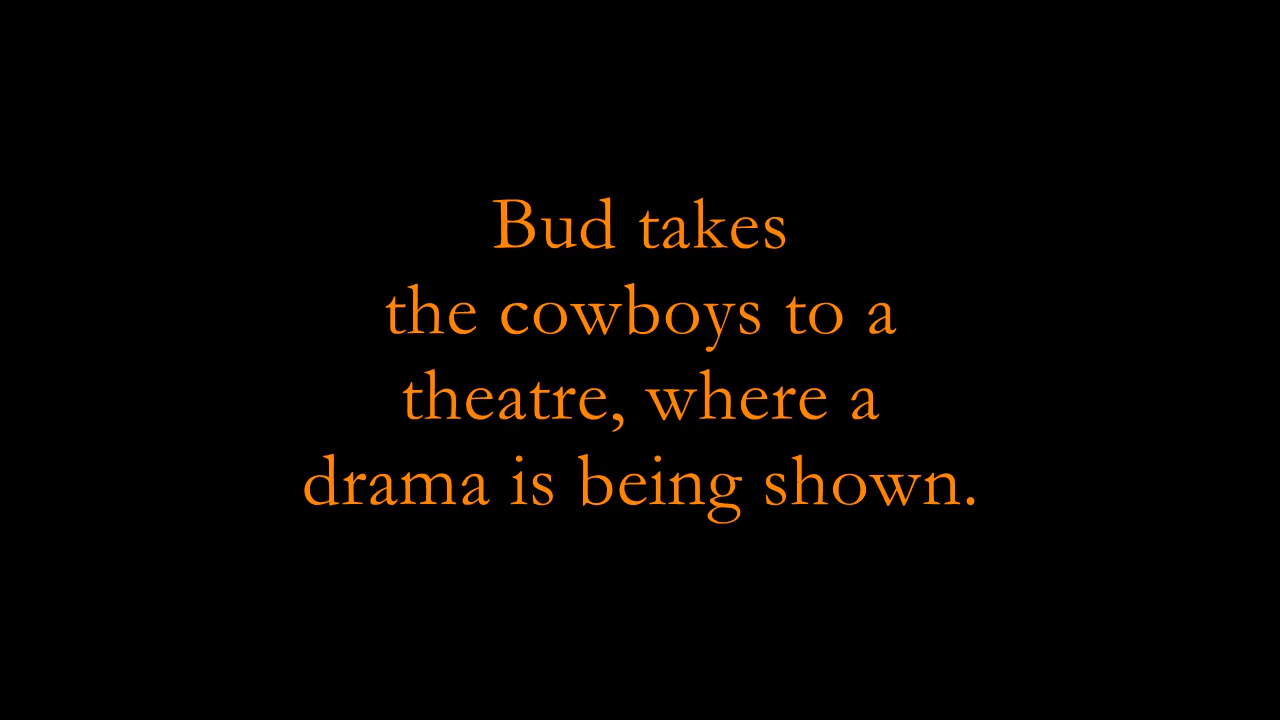 Bud takes
the cowboys to a
theatre, where a
drama is being shown.